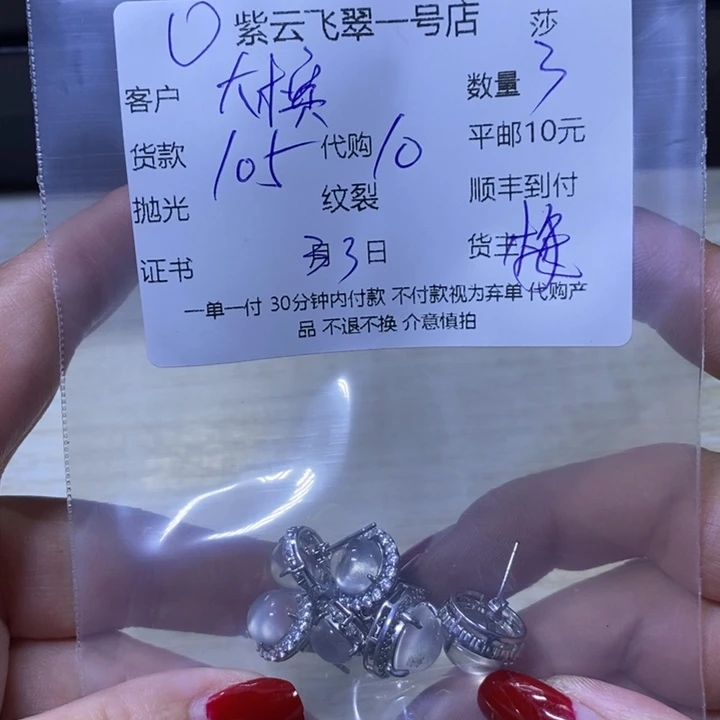 紫云飞翠一号店 莎
客户 数量 3
货款 105 代购 10 平邮10元
抛光 纹裂 顺丰到付
证书 3日 货主
一单一付 30分钟内付款 不付款视为弃单 代购产
品 不退不换 介意慎拍